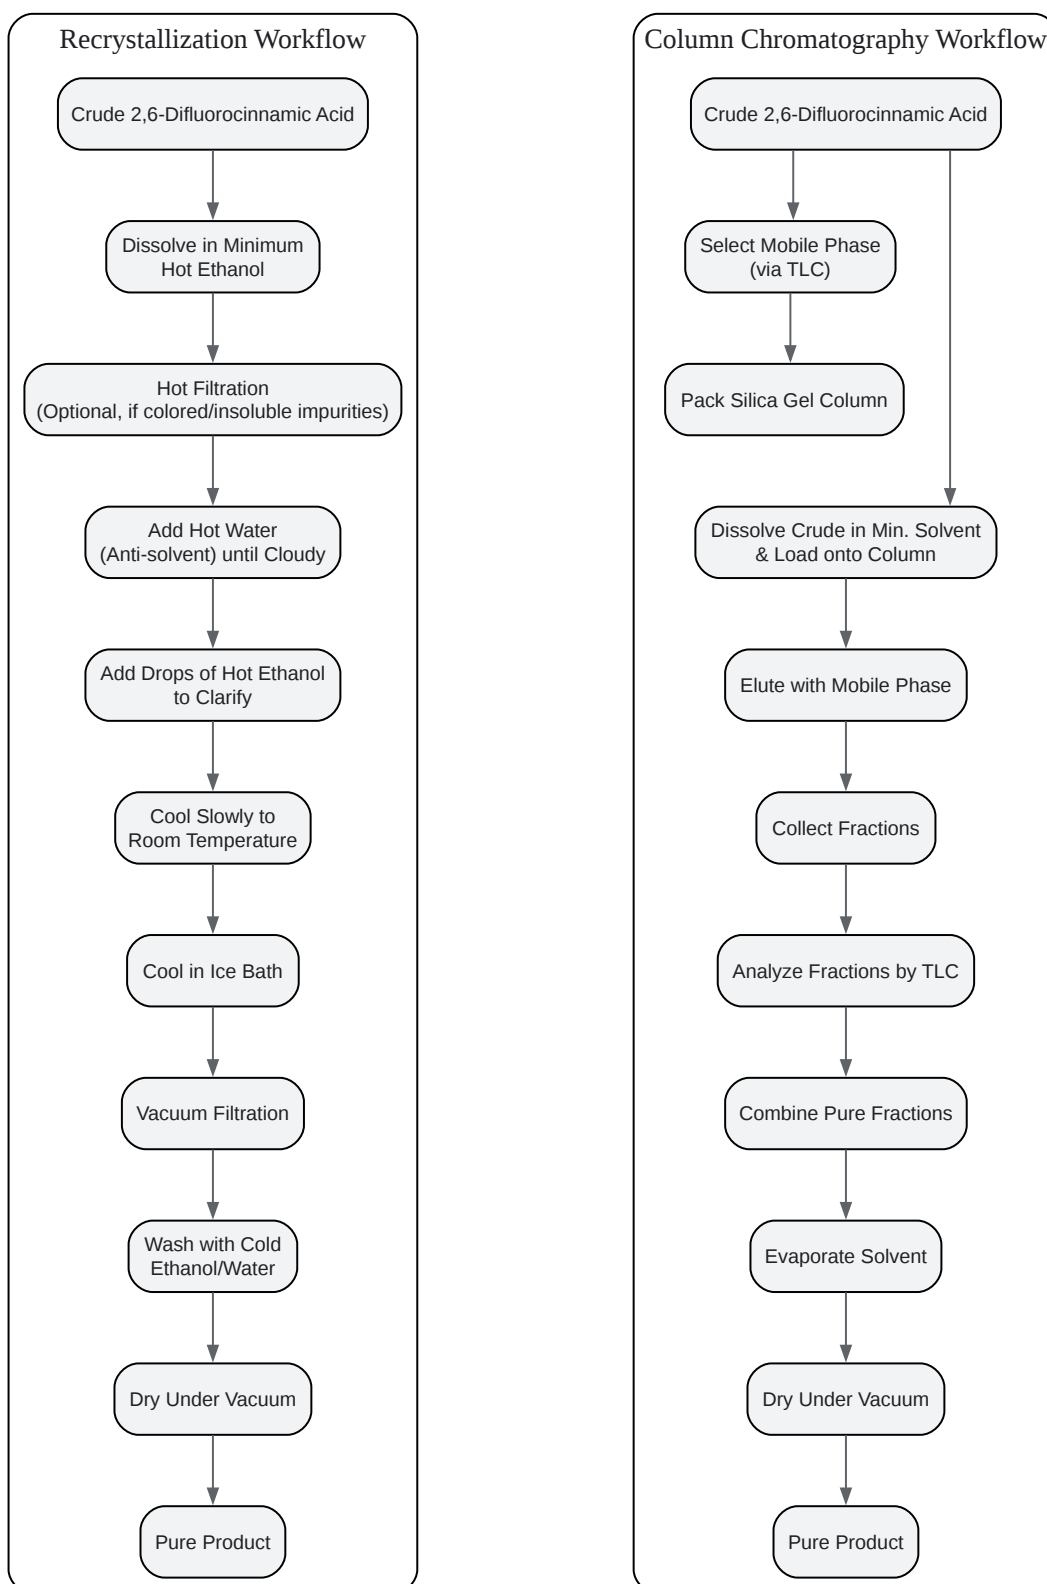 Recrystallization Workflow
Crude 2,6-Difluorocinnamic Acid
Dissolve in Minimum
Hot Ethanol
Hot Filtration
(Optional, if colored/insoluble impurities)
Add Hot Water
(Anti-solvent) until Cloudy
Add Drops of Hot Ethanol
to Clarify
Cool Slowly to
Room Temperature
Cool in Ice Bath
Vacuum Filtration
Wash with Cold
Ethanol/Water
Dry Under Vacuum
Pure Product
Column Chromatography Workflow
Crude 2,6-Difluorocinnamic Acid
Select Mobile Phase
(via TLC)
Pack Silica Gel Column
Dissolve Crude in Min. Solvent
& Load onto Column
Elute with Mobile Phase
Collect Fractions
Analyze Fractions by TLC
Combine Pure Fractions
Evaporate Solvent
Dry Under Vacuum
Pure Product